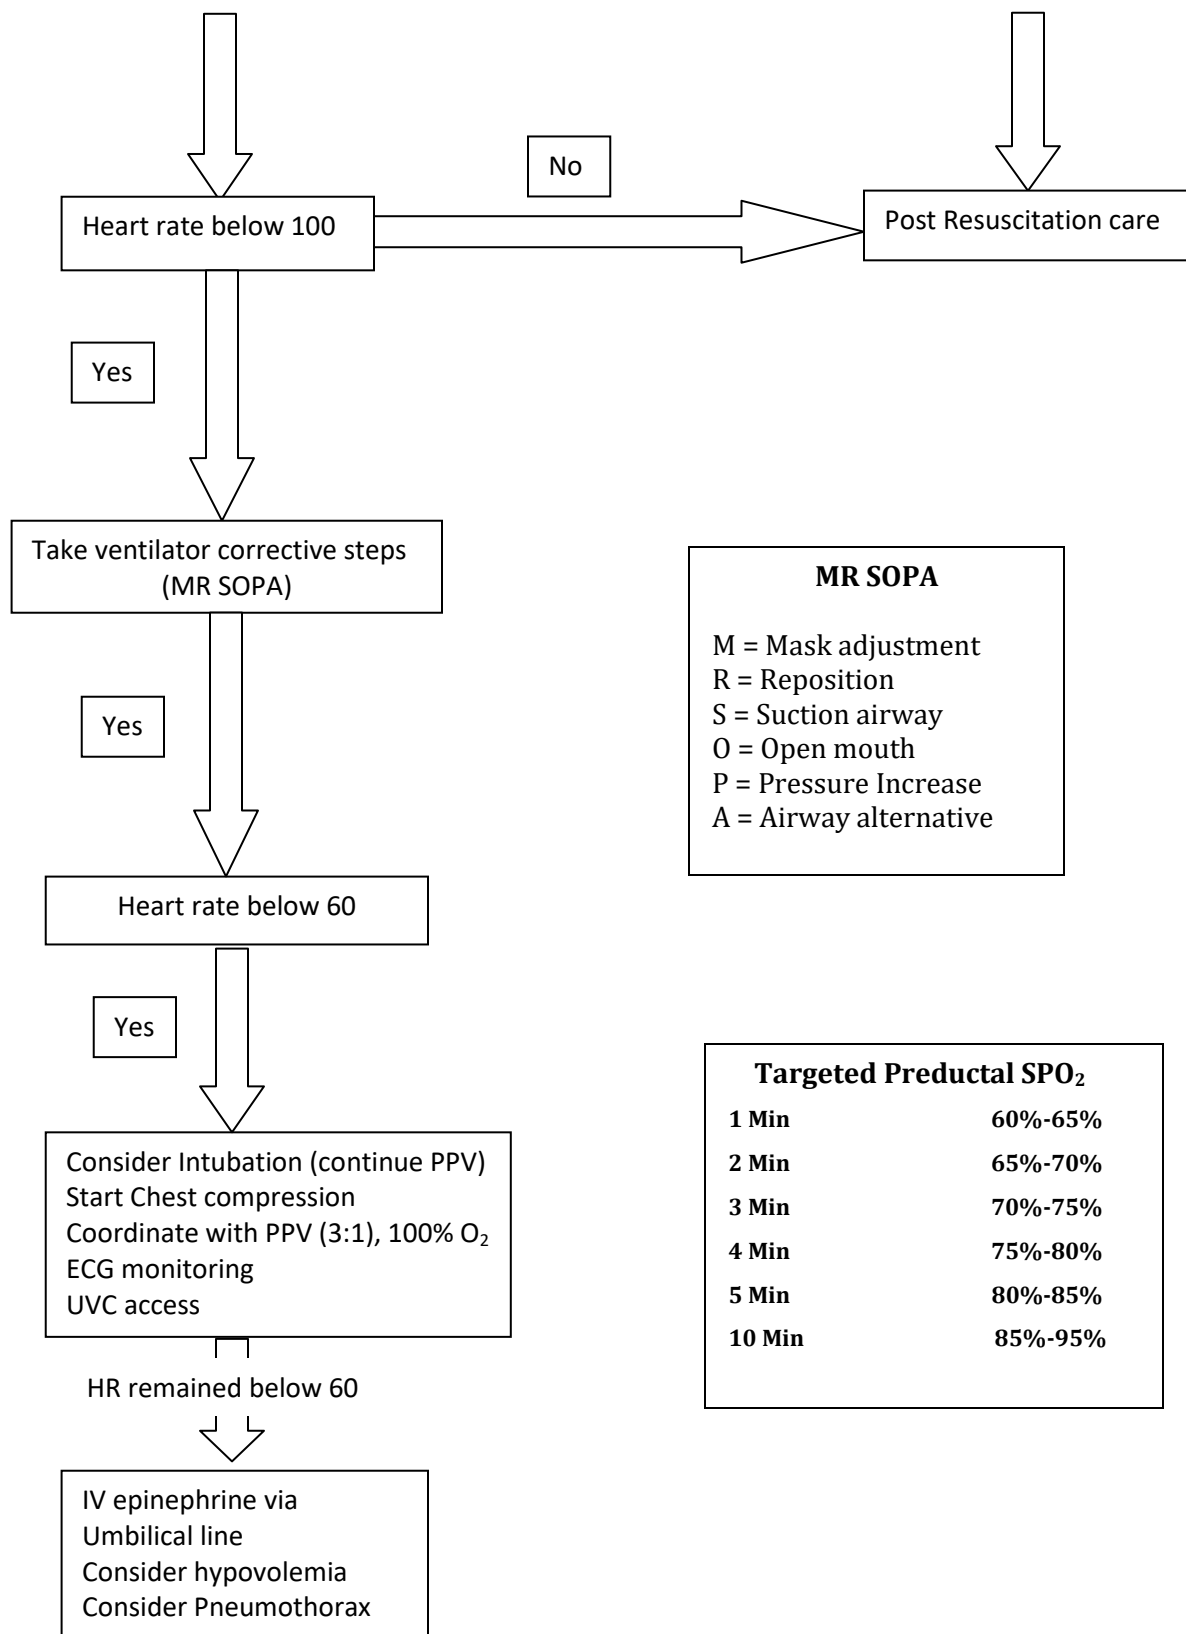 No
Heart rate below 100
Post Resuscitation care
Yes
Take ventilator corrective steps
(MR SOPA)
Yes
MR SOPA
M = Mask adjustment
R = Reposition
S = Suction airway
O = Open mouth
P = Pressure Increase
A = Airway alternative
Heart rate below 60
Yes
Consider Intubation (continue PPV)
Start Chest compression
Coordinate with PPV (3:1), 100% O₂
ECG monitoring
UVC access
Targeted Preductal SPO₂
1 Min 60%-65%
2 Min 65%-70%
3 Min 70%-75%
4 Min 75%-80%
5 Min 80%-85%
10 Min 85%-95%
HR remained below 60
IV epinephrine via
Umbilical line
Consider hypovolemia
Consider Pneumothorax